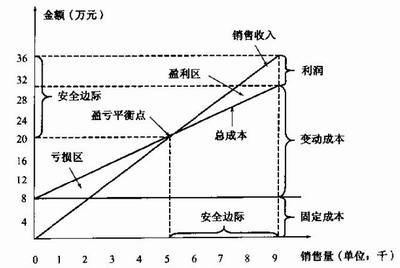 金额(万元)
销售收入
36
32
28
24
20
16
12
8
4
0
利润
盈利区
安全边际
盈亏平衡点
总成本
变动成本
亏损区
安全边际
固定成本
0 1 2 3 4 5 6 7 8 9 销售量(单位:千)